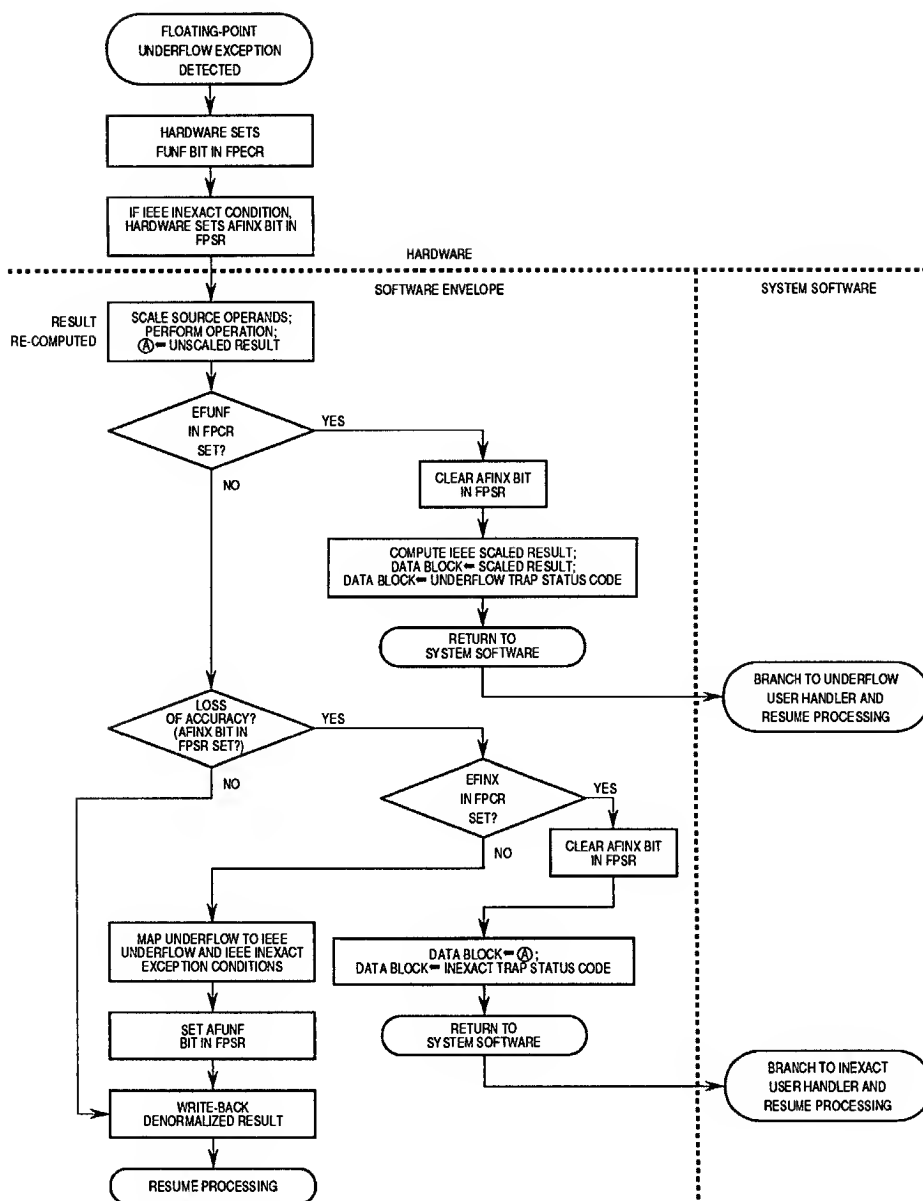 FLOATING-POINT
UNDERFLOW EXCEPTION
DETECTED
HARDWARE SETS
FUNF BIT IN FPECR
IF IEEE INEXACT CONDITION,
HARDWARE SETS AFINX BIT IN
FPSR
HARDWARE
SOFTWARE ENVELOPE
SYSTEM SOFTWARE
RESULT
RE-COMPUTED
SCALE SOURCE OPERANDS;
PERFORM OPERATION;
Ⓐ⬅ UNSCALED RESULT
EFUNF
IN FPCR
SET?
YES
NO
CLEAR AFINX BIT
IN FPSR
COMPUTE IEEE SCALED RESULT;
DATA BLOCK⬅ SCALED RESULT;
DATA BLOCK⬅ UNDERFLOW TRAP STATUS CODE
RETURN TO
SYSTEM SOFTWARE
BRANCH TO UNDERFLOW
USER HANDLER AND
RESUME PROCESSING
LOSS
OF ACCURACY?
(AFINX BIT IN
FPSR SET?)
YES
NO
EFINX
IN FPCR
SET?
YES
NO
CLEAR AFINX BIT
IN FPSR
MAP UNDERFLOW TO IEEE
UNDERFLOW AND IEEE INEXACT
EXCEPTION CONDITIONS
DATA BLOCK⬅ Ⓐ;
DATA BLOCK⬅ INEXACT TRAP STATUS CODE
SET AFUNF
BIT IN FPSR
RETURN TO
SYSTEM SOFTWARE
BRANCH TO INEXACT
USER HANDLER AND
RESUME PROCESSING
WRITE-BACK
DENORMALIZED RESULT
RESUME PROCESSING